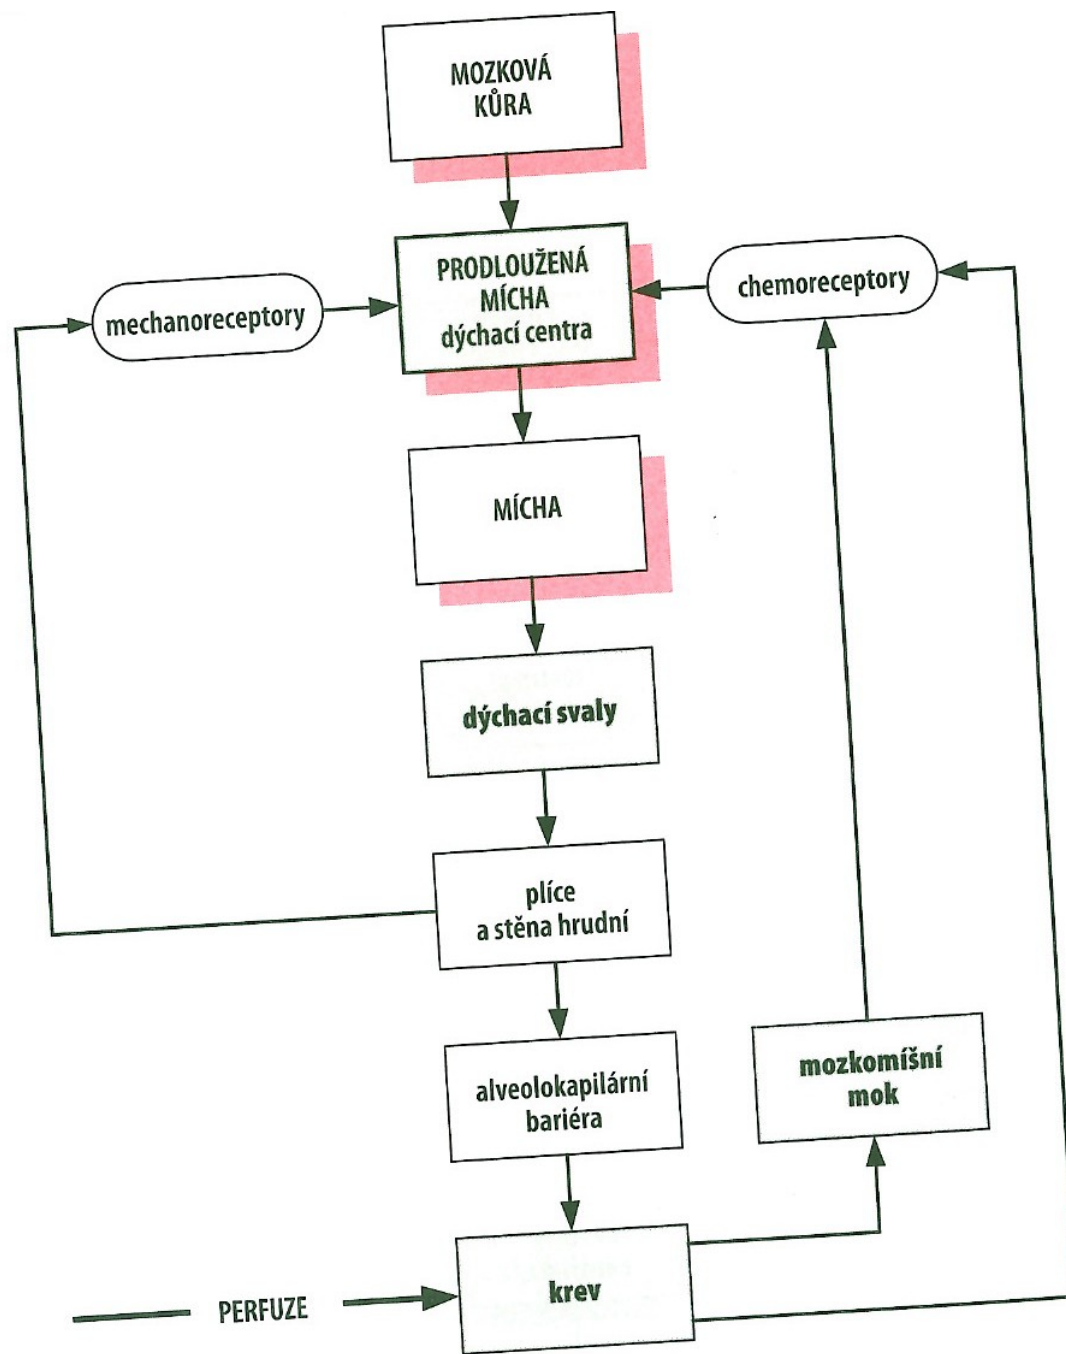 MOZKOVÁ
KŮRA
PRODLOUŽENÁ
MÍCHA
dýchací centra
mechanoreceptory
chemoreceptory
MÍCHA
dýchací svaly
plíce
a stěna hrudní
alveolokapilární
bariéra
mozkomíšní
mok
krev
PERFUZE